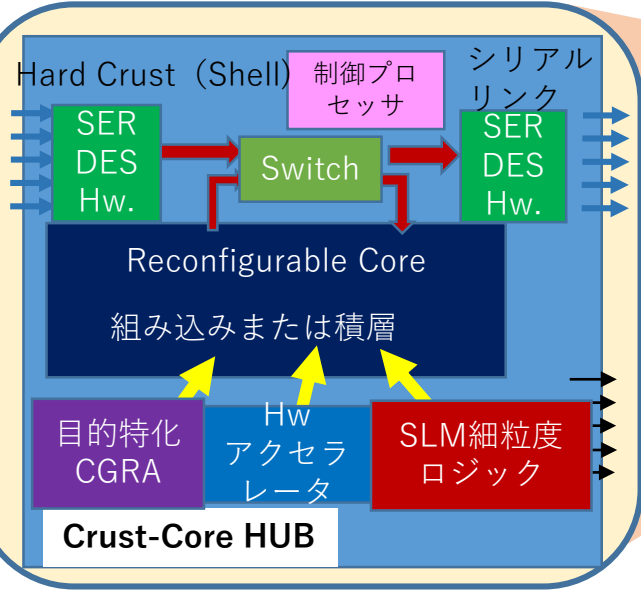 Hard Crust（Shell)
制御プロ
セッサ
シリアル
リンク
SER
DES
Hw.
Switch
SER
DES
Hw.
Reconfigurable Core
組み込みまたは積層
目的特化
CGRA
Hw
アクセラ
レータ
SLM細粒度
ロジック
Crust-Core HUB